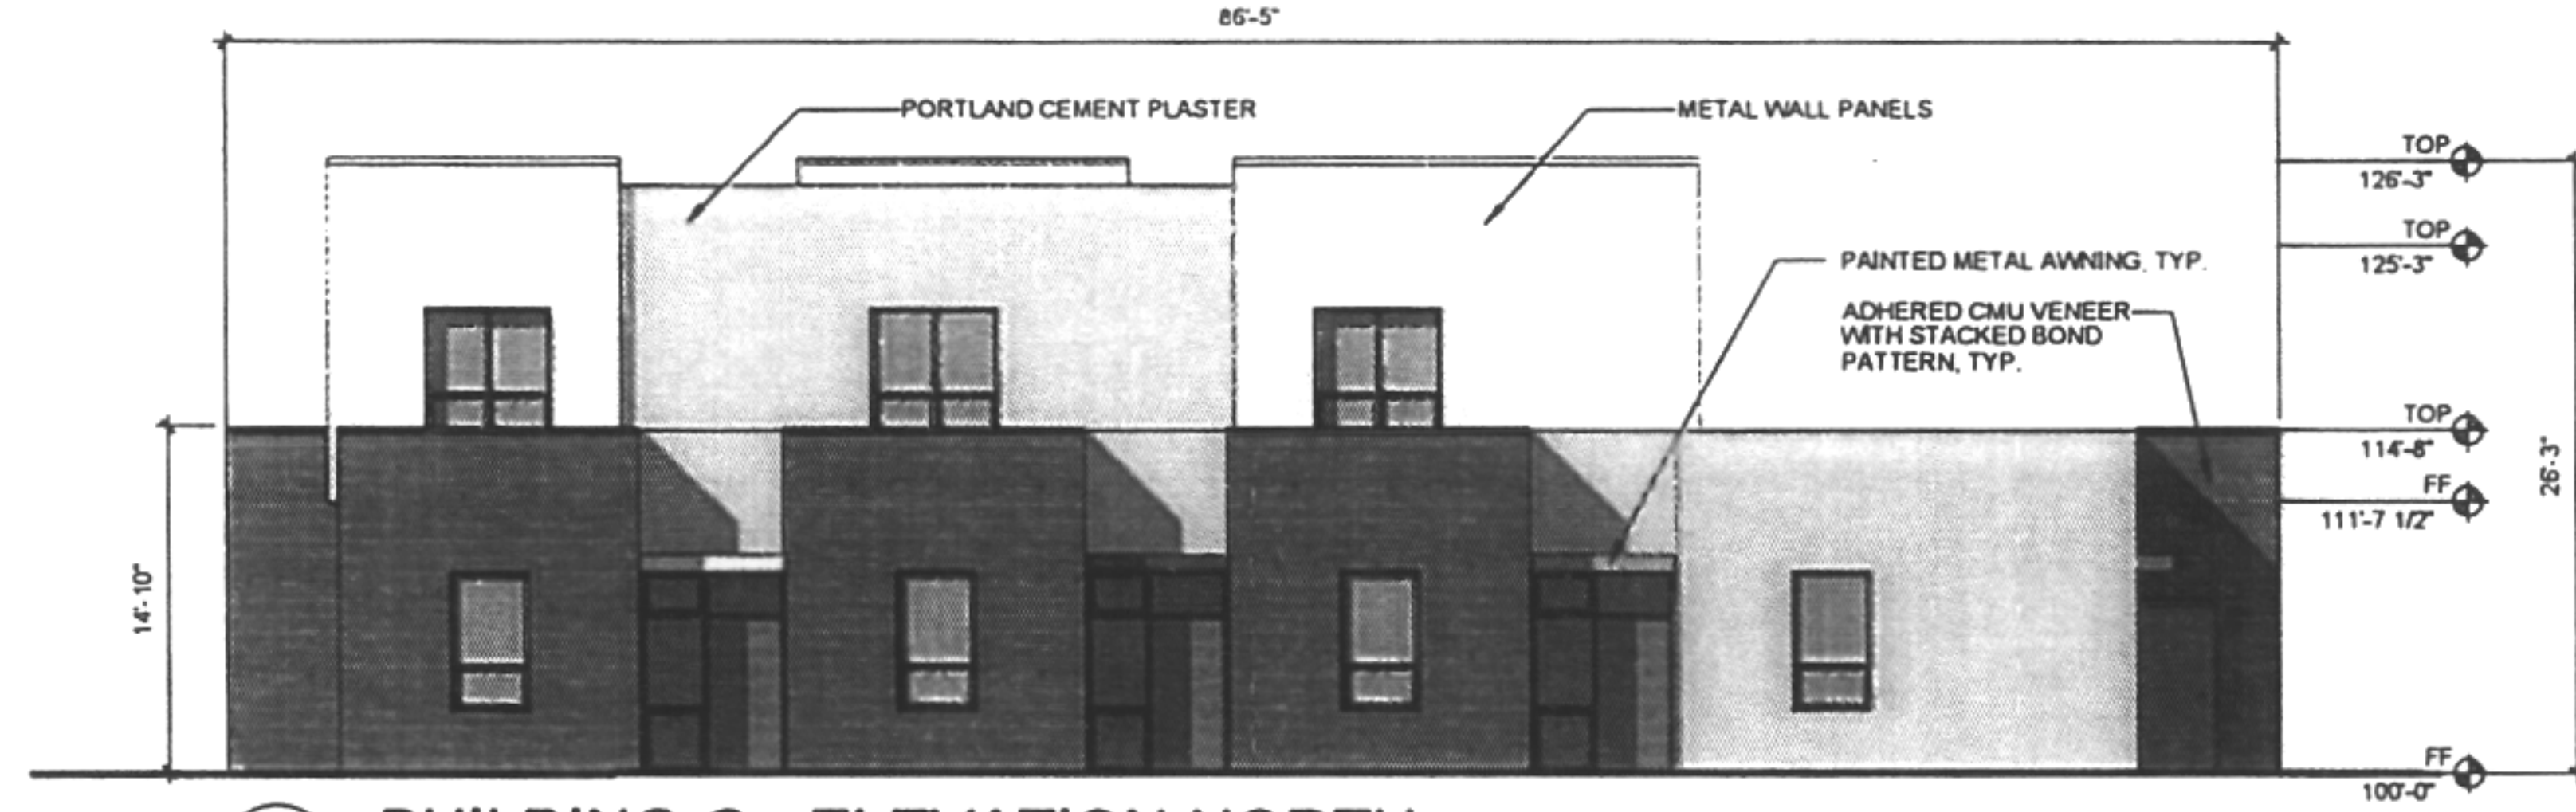 86'-5"
PORTLAND CEMENT PLASTER
METAL WALL PANELS
TOP
126'-3"
TOP
125'-3"
PAINTED METAL AWNING, TYP.
ADHERED CMU VENEER
WITH STACKED BOND
PATTERN, TYP.
TOP
114'-8"
FF
111'-7 1/2"
26'-3"
14'-10"
FF
100'-0"